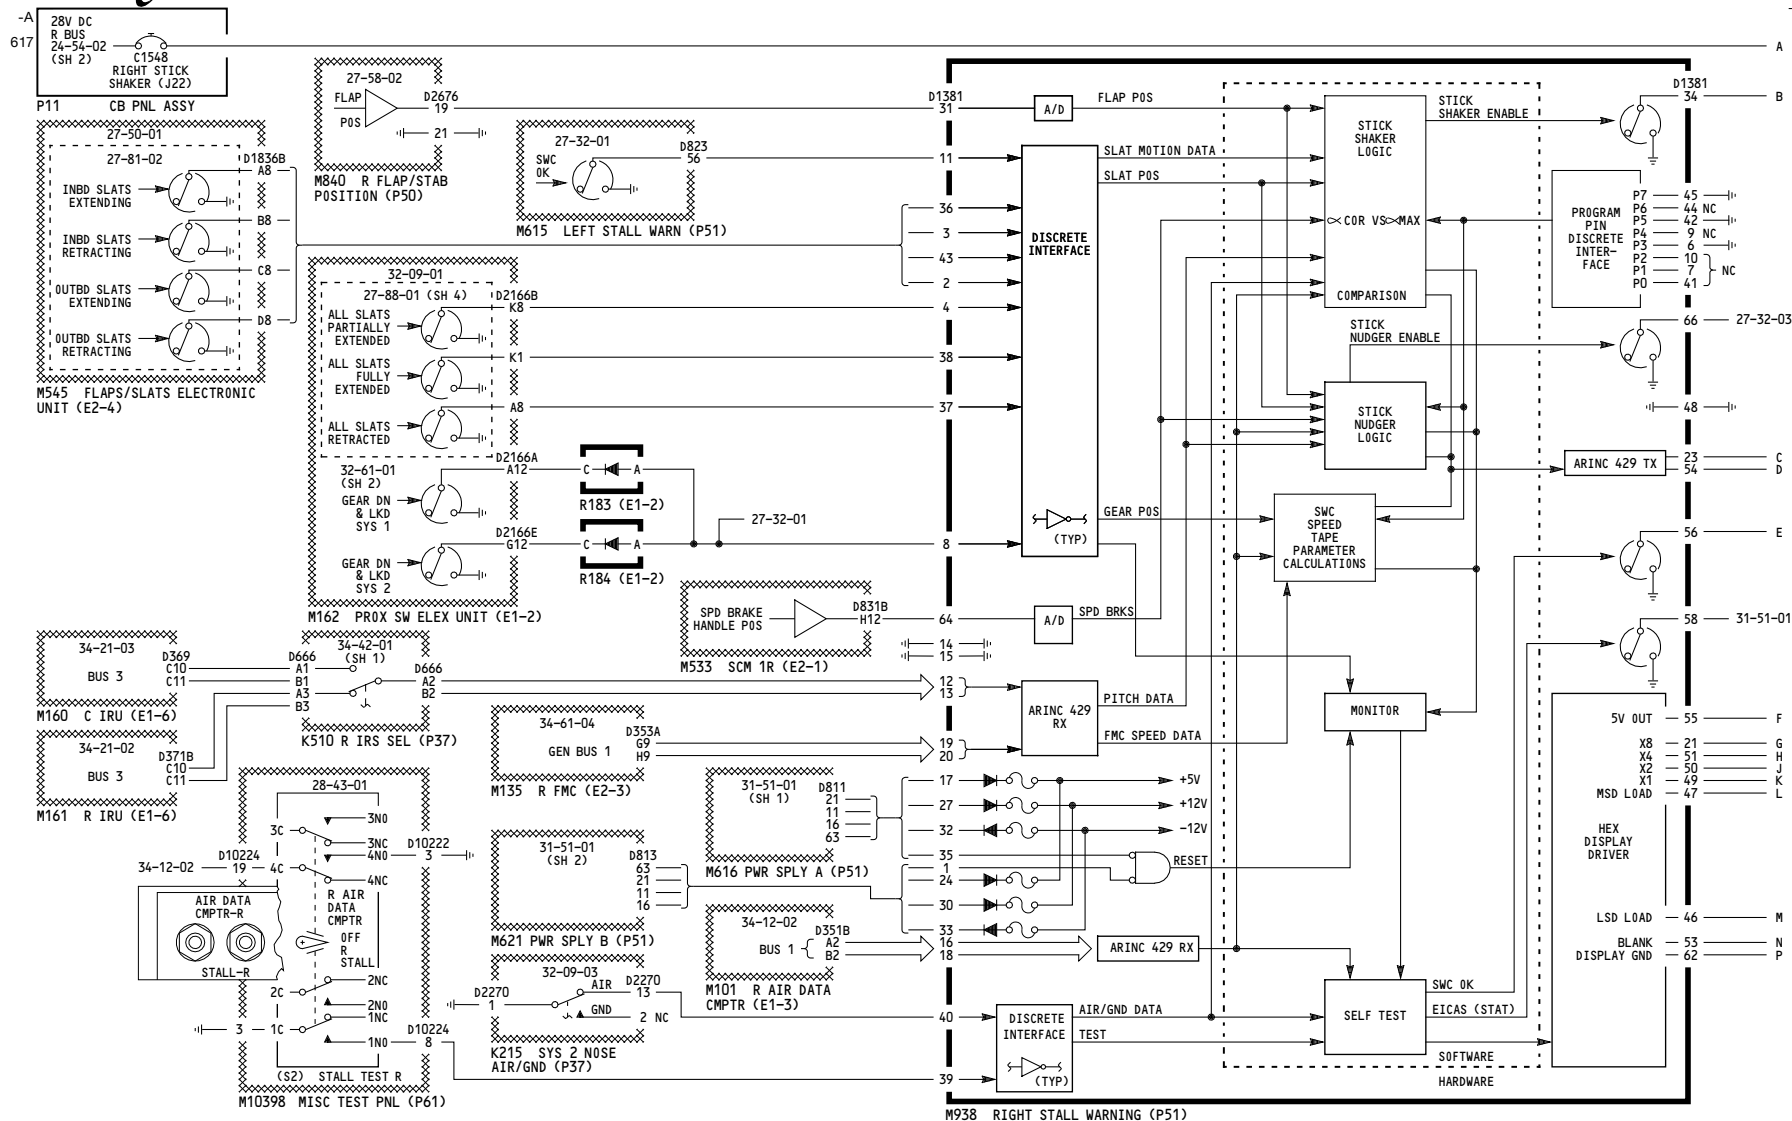 -A
617
28V DC
R BUS
24-54-02
(SH 2)
C1548
RIGHT STICK
SHAKER (J22)
P11 CB PNL ASSY
A
27-50-01
27-81-02
D1836B
A8
INBD SLATS
EXTENDING
B8
INBD SLATS
RETRACTING
C8
OUTBD SLATS
EXTENDING
D8
OUTBD SLATS
RETRACTING
M545 FLAPS/SLATS ELECTRONIC
UNIT (E2-4)
27-58-02
FLAP
POS
D2676
19
21
M840 R FLAP/STAB
POSITION (P50)
27-32-01
SWC
OK
D823
56
M615 LEFT STALL WARN (P51)
32-09-01
27-88-01 (SH 4)
D2166B
K8
ALL SLATS
PARTIALLY
EXTENDED
K1
ALL SLATS
FULLY
EXTENDED
A8
ALL SLATS
RETRACTED
32-61-01
(SH 2)
D2166A
A12
GEAR DN
& LKD
SYS 1
D2166E
G12
GEAR DN
& LKD
SYS 2
M162 PROX SW ELEX UNIT (E1-2)
C A
R183 (E1-2)
C A
R184 (E1-2)
27-32-01
SPD BRAKE
HANDLE POS
D831B
H12
M533 SCM 1R (E2-1)
34-21-03
BUS 3
D369
C10
C11
M160 C IRU (E1-6)
34-21-02
BUS 3
D371B
C10
C11
M161 R IRU (E1-6)
34-42-01
(SH 1)
D666
A1
B1
A3
B3
D666
A2
B2
K510 R IRS SEL (P37)
34-61-04
GEN BUS 1
D353A
G9
H9
M135 R FMC (E2-3)
31-51-01
(SH 1)
D811
21
11
16
63
M616 PWR SPLY A (P51)
31-51-01
(SH 2)
D813
63
21
11
16
M621 PWR SPLY B (P51)
34-12-02
BUS 1
D351B
A2
B2
M101 R AIR DATA
CMPTR (E1-3)
32-09-03
D2270
1
AIR
D2270
13
GND
2 NC
K215 SYS 2 NOSE
AIR/GND (P37)
28-43-01
3NO
3C
3NC
4NO
D10222
3
34-12-02
D10224
19
4C
4NC
AIR DATA
CMPTR-R
STALL-R
R AIR
DATA
CMPTR
OFF
R
STALL
2NC
2C
2NO
1NC
3
1C
D10224
1NO
8
(S2) STALL TEST R
M10398 MISC TEST PNL (P61)
D1381
31
11
36
3
43
2
4
38
37
8
64
14
15
12
13
19
20
17
27
32
35
1
24
30
33
16
18
40
39
A/D
FLAP POS
DISCRETE
INTERFACE
(TYP)
SLAT MOTION DATA
SLAT POS
GEAR POS
A/D
SPD BRKS
ARINC 429
RX
PITCH DATA
FMC SPEED DATA
+5V
+12V
-12V
RESET
ARINC 429 RX
DISCRETE
INTERFACE
(TYP)
AIR/GND DATA
TEST
STICK
SHAKER
LOGIC
∝ COR VS ∝ MAX
COMPARISON
STICK
SHAKER ENABLE
STICK
NUDGER ENABLE
STICK
NUDGER
LOGIC
SWC
SPEED
TAPE
PARAMETER
CALCULATIONS
MONITOR
SELF TEST
SWC OK
EICAS (STAT)
SOFTWARE
HARDWARE
M938 RIGHT STALL WARNING (P51)
D1381
34
B
PROGRAM
PIN
DISCRETE
INTER-
FACE
P7 45
P6 44 NC
P5 42
P4 9 NC
P3 6
P2 10
P1 7 NC
P0 41
66 27-32-03
48
ARINC 429 TX
23 C
54 D
56 E
58 31-51-01
5V OUT 55 F
X8 21 G
X4 51 H
X2 50 J
X1 49 K
MSD LOAD 47 L
HEX
DISPLAY
DRIVER
LSD LOAD 46 M
BLANK 53 N
DISPLAY GND 62 P